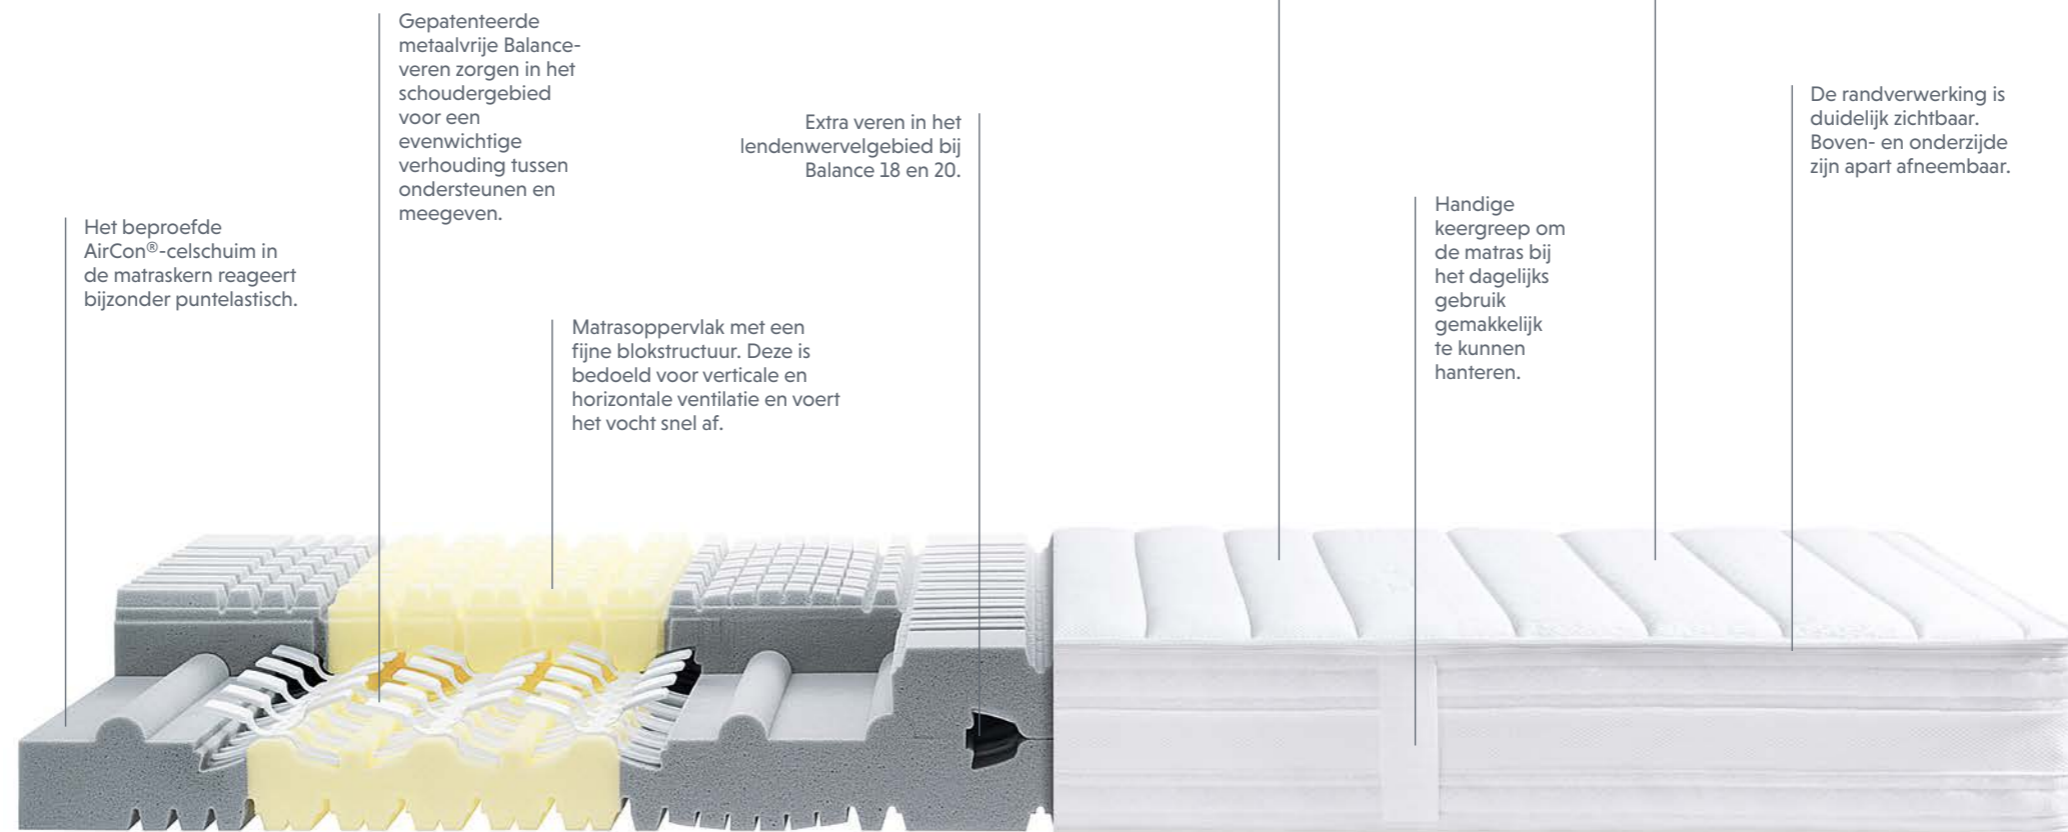 Gepatenteerde
metaalvrije Balance-
veren zorgen in het
schoudergebied
voor een
evenwichtige
verhouding tussen
ondersteunen en
meegeven.
Extra veren in het
lendenwervelgebied bij
Balance 18 en 20.
De randverwerking is
duidelijk zichtbaar.
Boven- en onderzijde
zijn apart afneembaar.
Het beproefde
AirCon®-celschuim in
de matraskern reageert
bijzonder puntelastisch.
Handige
keergreep om
de matras bij
het dagelijks
gebruik
gemakkelijk
te kunnen
hanteren.
Matrasoppervlak met een
fijne blokstructuur. Deze is
bedoeld voor verticale en
horizontale ventilatie en voert
het vocht snel af.